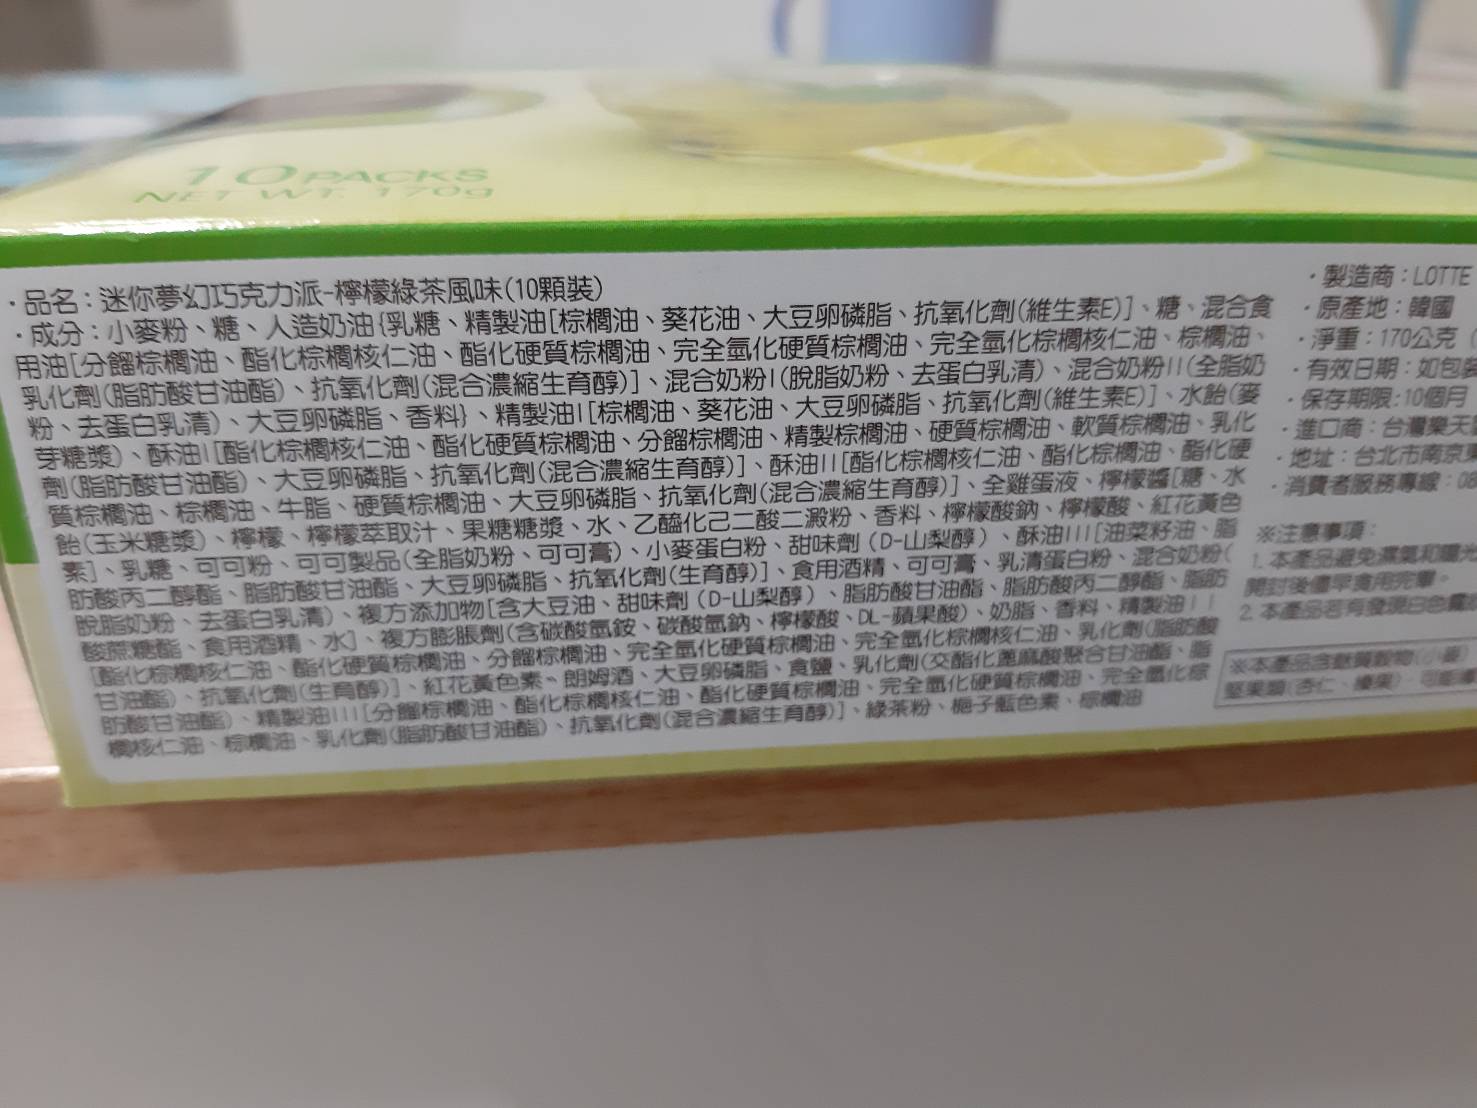 10 PACKS
NET WT. 170g
·品名:迷你夢幻巧克力派-檸檬綠茶風味(10顆裝)
·成分:小麥粉、糖、人造奶油{乳糖、精製油[棕櫚油、葵花油、大豆卵磷脂、抗氧化劑(維生素E)]、糖、混合食
用油[分餾棕櫚油、酯化棕櫚核仁油、酯化硬質棕櫚油、完全氫化硬質棕櫚油、完全氫化棕櫚核仁油、棕櫚油、
乳化劑(脂肪酸甘油酯)、抗氧化劑(混合濃縮生育醇)]、混合奶粉I(脫脂奶粉、去蛋白乳清)、混合奶粉II(全脂奶
粉、去蛋白乳清)、大豆卵磷脂、香料}、精製油I[棕櫚油、葵花油、大豆卵磷脂、抗氧化劑(維生素E)]、水飴(麥
芽糖漿)、酥油I[酯化棕櫚核仁油、酯化硬質棕櫚油、分餾棕櫚油、精製棕櫚油、硬質棕櫚油、軟質棕櫚油、乳化
劑(脂肪酸甘油酯)、大豆卵磷脂、抗氧化劑(混合濃縮生育醇)]、酥油II[酯化棕櫚核仁油、酯化棕櫚油、酯化硬
質棕櫚油、棕櫚油、牛脂、硬質棕櫚油、大豆卵磷脂、抗氧化劑(混合濃縮生育醇)]、全雞蛋液、檸檬醬[糖、水
飴(玉米糖漿)、檸檬、檸檬萃取汁、果糖糖漿、水、乙醯化己二酸二澱粉、香料、檸檬酸鈉、檸檬酸、紅花黃色
素]、乳糖、可可粉、可可製品(全脂奶粉、可可膏)、小麥蛋白粉、甜味劑(D-山梨醇)、酥油III[油菜籽油、脂
肪酸丙二醇酯、脂肪酸甘油酯、大豆卵磷脂、抗氧化劑(生育醇)]、食用酒精、可可膏、乳清蛋白粉、混合奶粉(
脫脂奶粉、去蛋白乳清)、複方添加物[含大豆油、甜味劑(D-山梨醇)、脂肪酸甘油酯、脂肪酸丙二醇酯、脂肪
酸蔗糖酯、食用酒精、水]、複方膨脹劑(含碳酸氫銨、碳酸氫鈉、檸檬酸、DL-蘋果酸)、奶脂、香料、精製油II
[酯化棕櫚核仁油、酯化硬質棕櫚油、分餾棕櫚油、完全氫化硬質棕櫚油、完全氫化棕櫚核仁油、乳化劑(脂肪酸
甘油酯)、抗氧化劑(生育醇)]、紅花黃色素、朗姆酒、大豆卵磷脂、食鹽、乳化劑(交酯化蓖麻酸聚合甘油酯、脂
肪酸甘油酯)、精製油III[分餾棕櫚油、酯化棕櫚核仁油、酯化硬質棕櫚油、完全氫化硬質棕櫚油、完全氫化棕
櫚核仁油、棕櫚油、乳化劑(脂肪酸甘油酯)、抗氧化劑(混合濃縮生育醇)]、綠茶粉、梔子藍色素、棕櫚油
·製造商:LOTTE
·原產地:韓國
·淨重:170公克
·有效日期:如包裝
·保存期限:10個月
·進口商:台灣樂天
·地址:台北市南京東
·消費者服務專線:08
※注意事項:
1.本產品避免濕氣和陽光
開封後儘早食用完畢。
2.本產品若有發現白色
※本產品含麩質穀物(小麥)
堅果類(杏仁、榛果)、可能